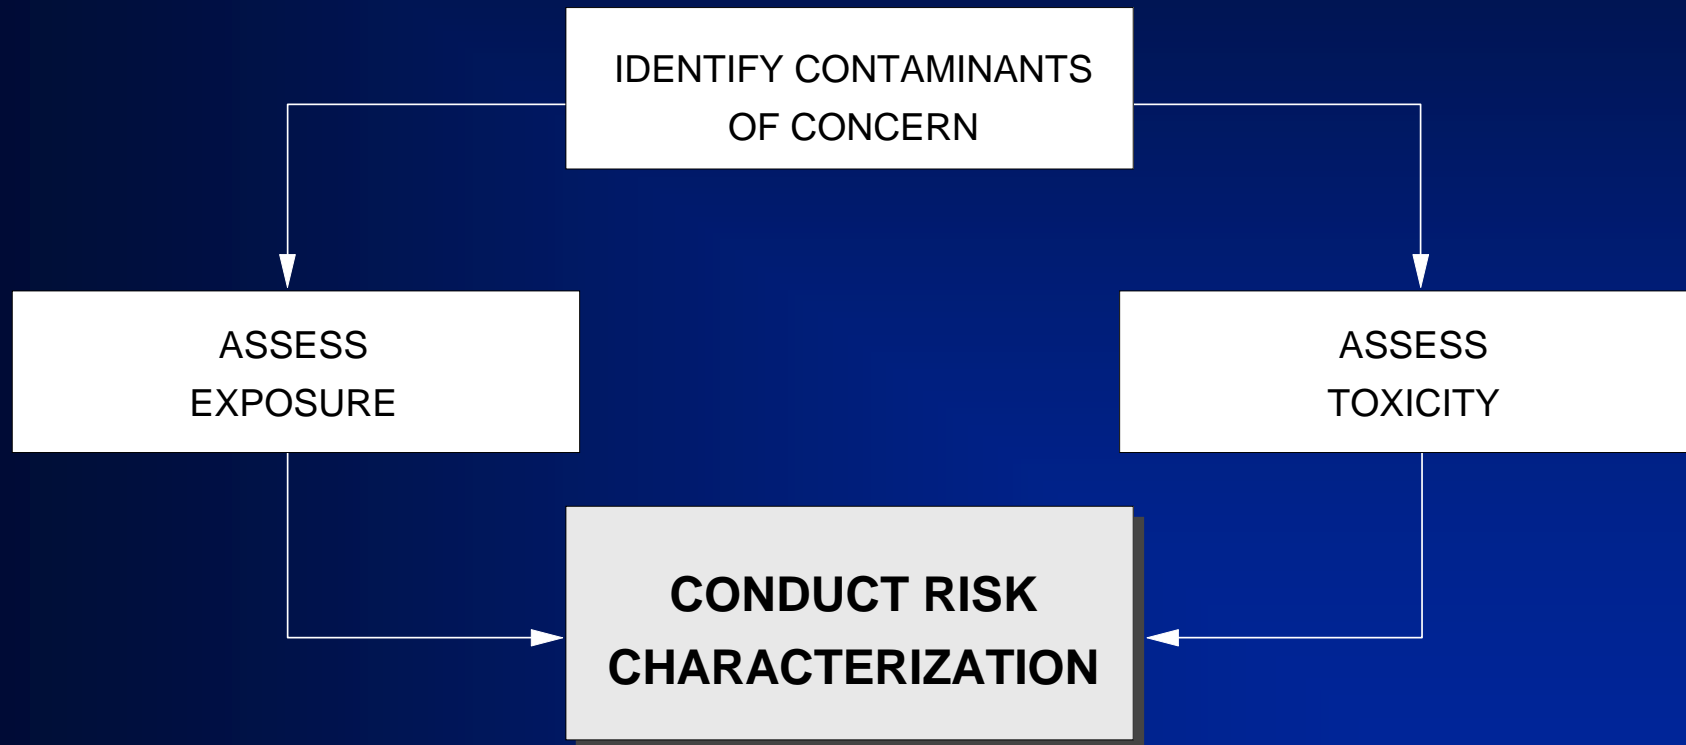 IDENTIFY CONTAMINANTS
OF CONCERN
ASSESS
EXPOSURE
ASSESS
TOXICITY
CONDUCT RISK
CHARACTERIZATION